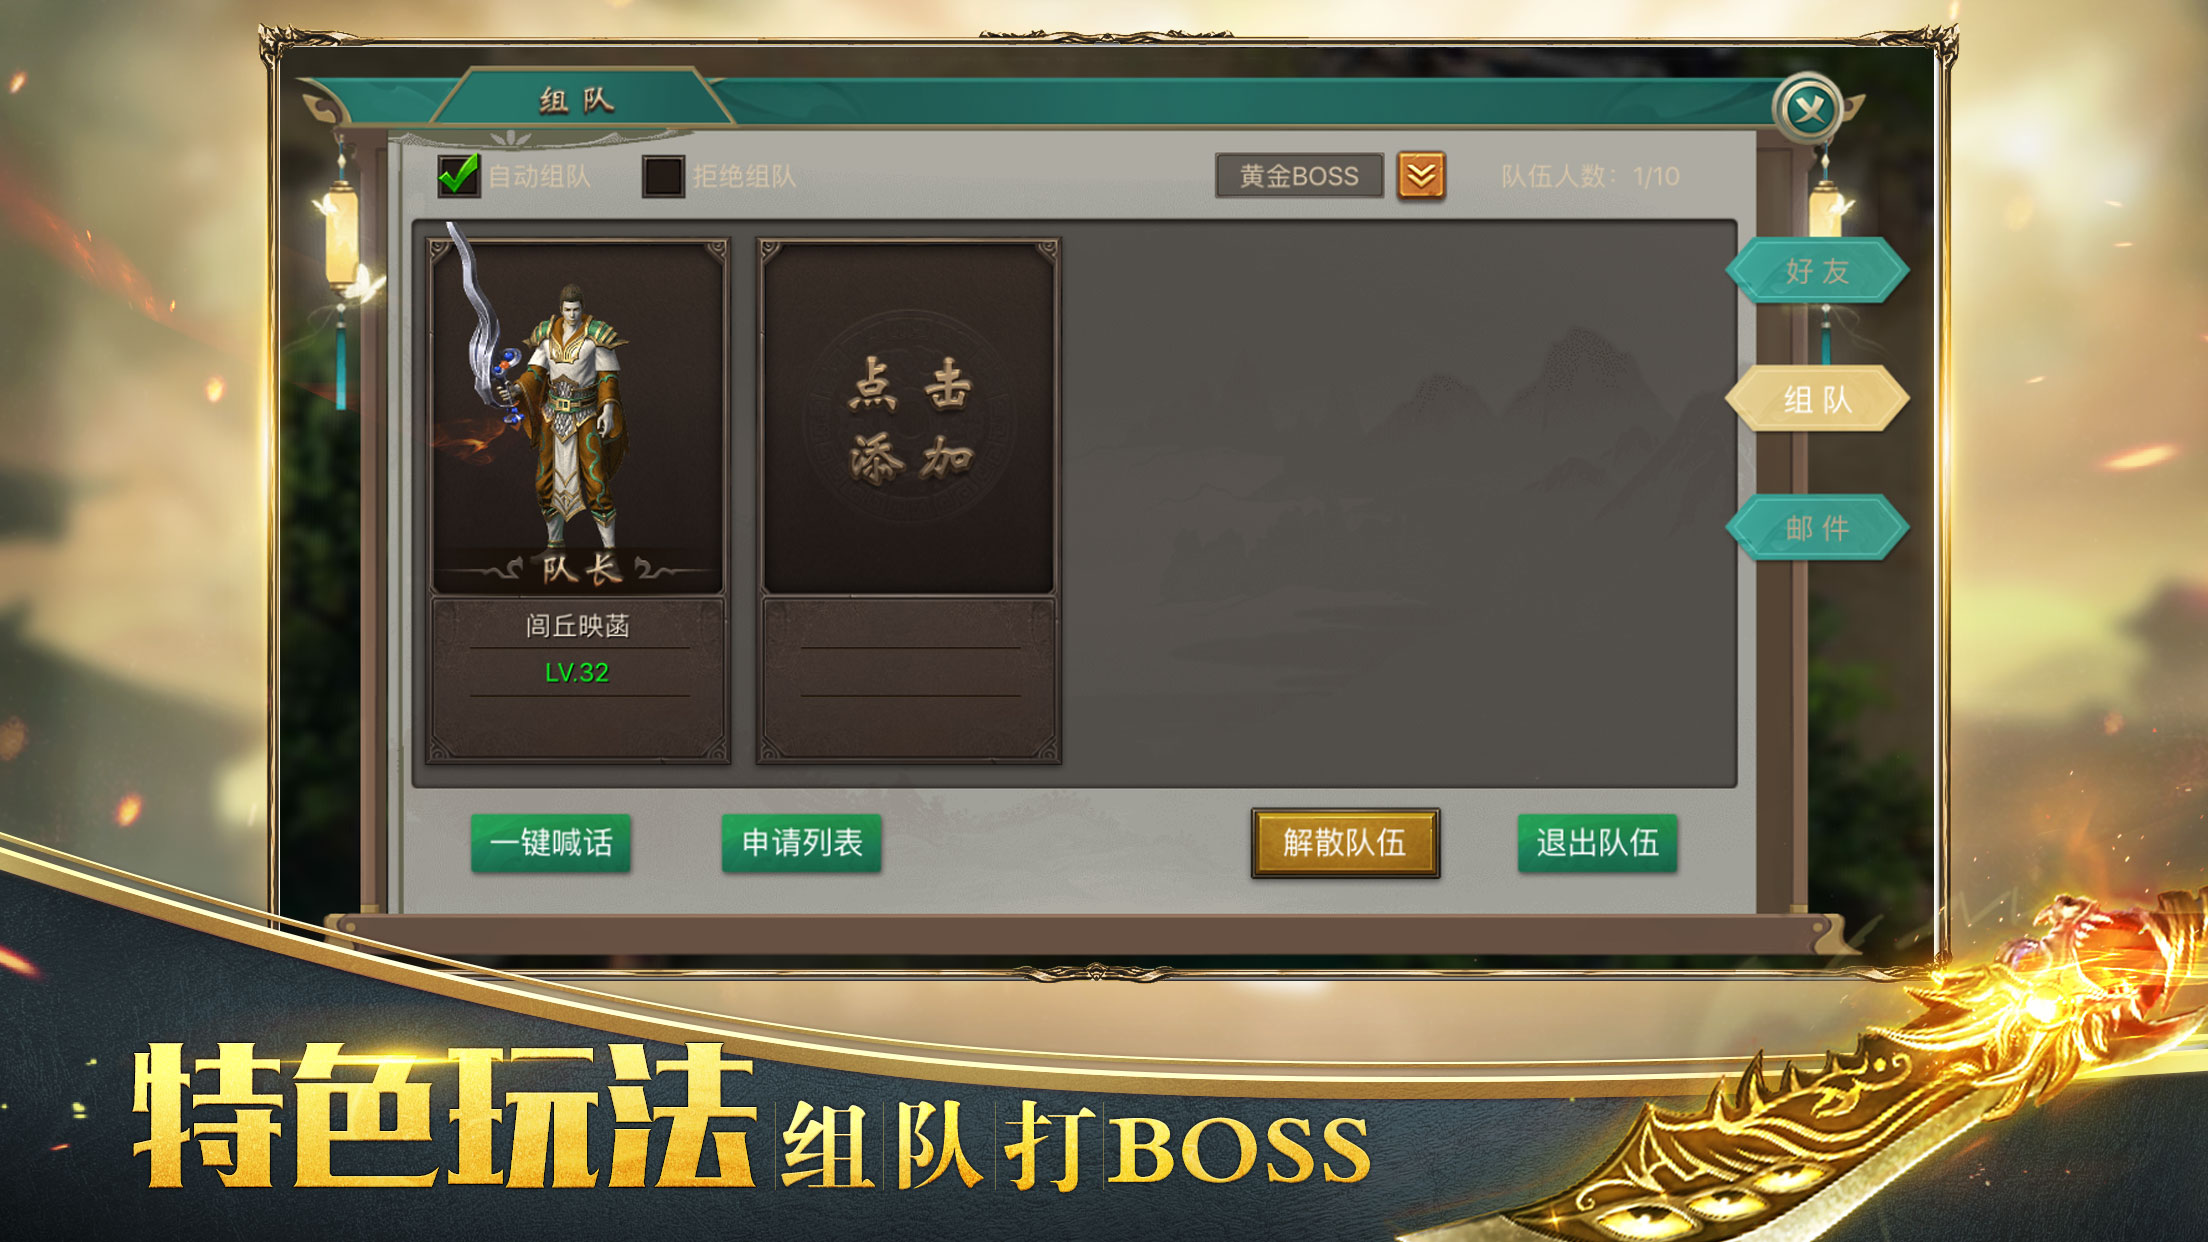 组队
自动组队
拒绝组队
黄金BOSS
队伍人数：1/10
好友
组队
邮件
点击
添加
队长
闾丘映菡
LV.32
一键喊话
申请列表
解散队伍
退出队伍
特色玩法 组队打BOSS